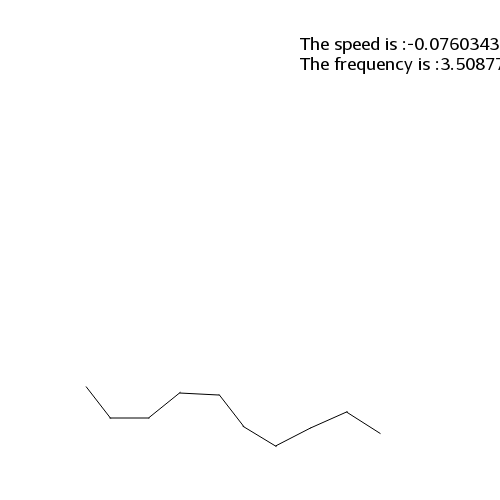 The speed is :-0.0760343
The frequency is :3.50877